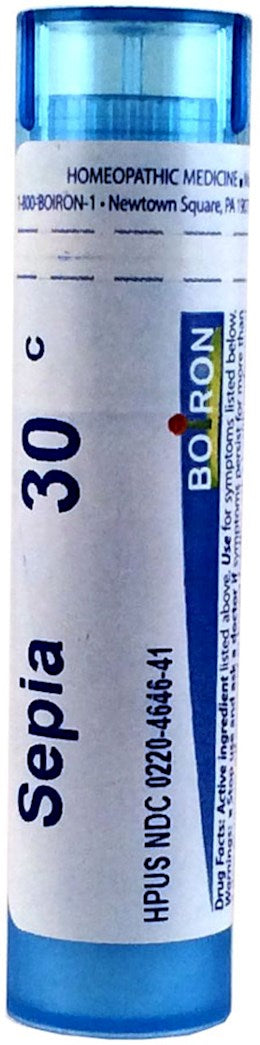 HOMEOPATHIC MEDICINE •
1-800-BOIRON-1 • Newtown Square, PA
Sepia 30 C
BOIRON
HPUS NDC 0220-4646-41
Drug Facts: Active ingredient listed above. Use for symptoms listed below.
Warnings: • Stop use and ask a doctor if symptoms persist for more than